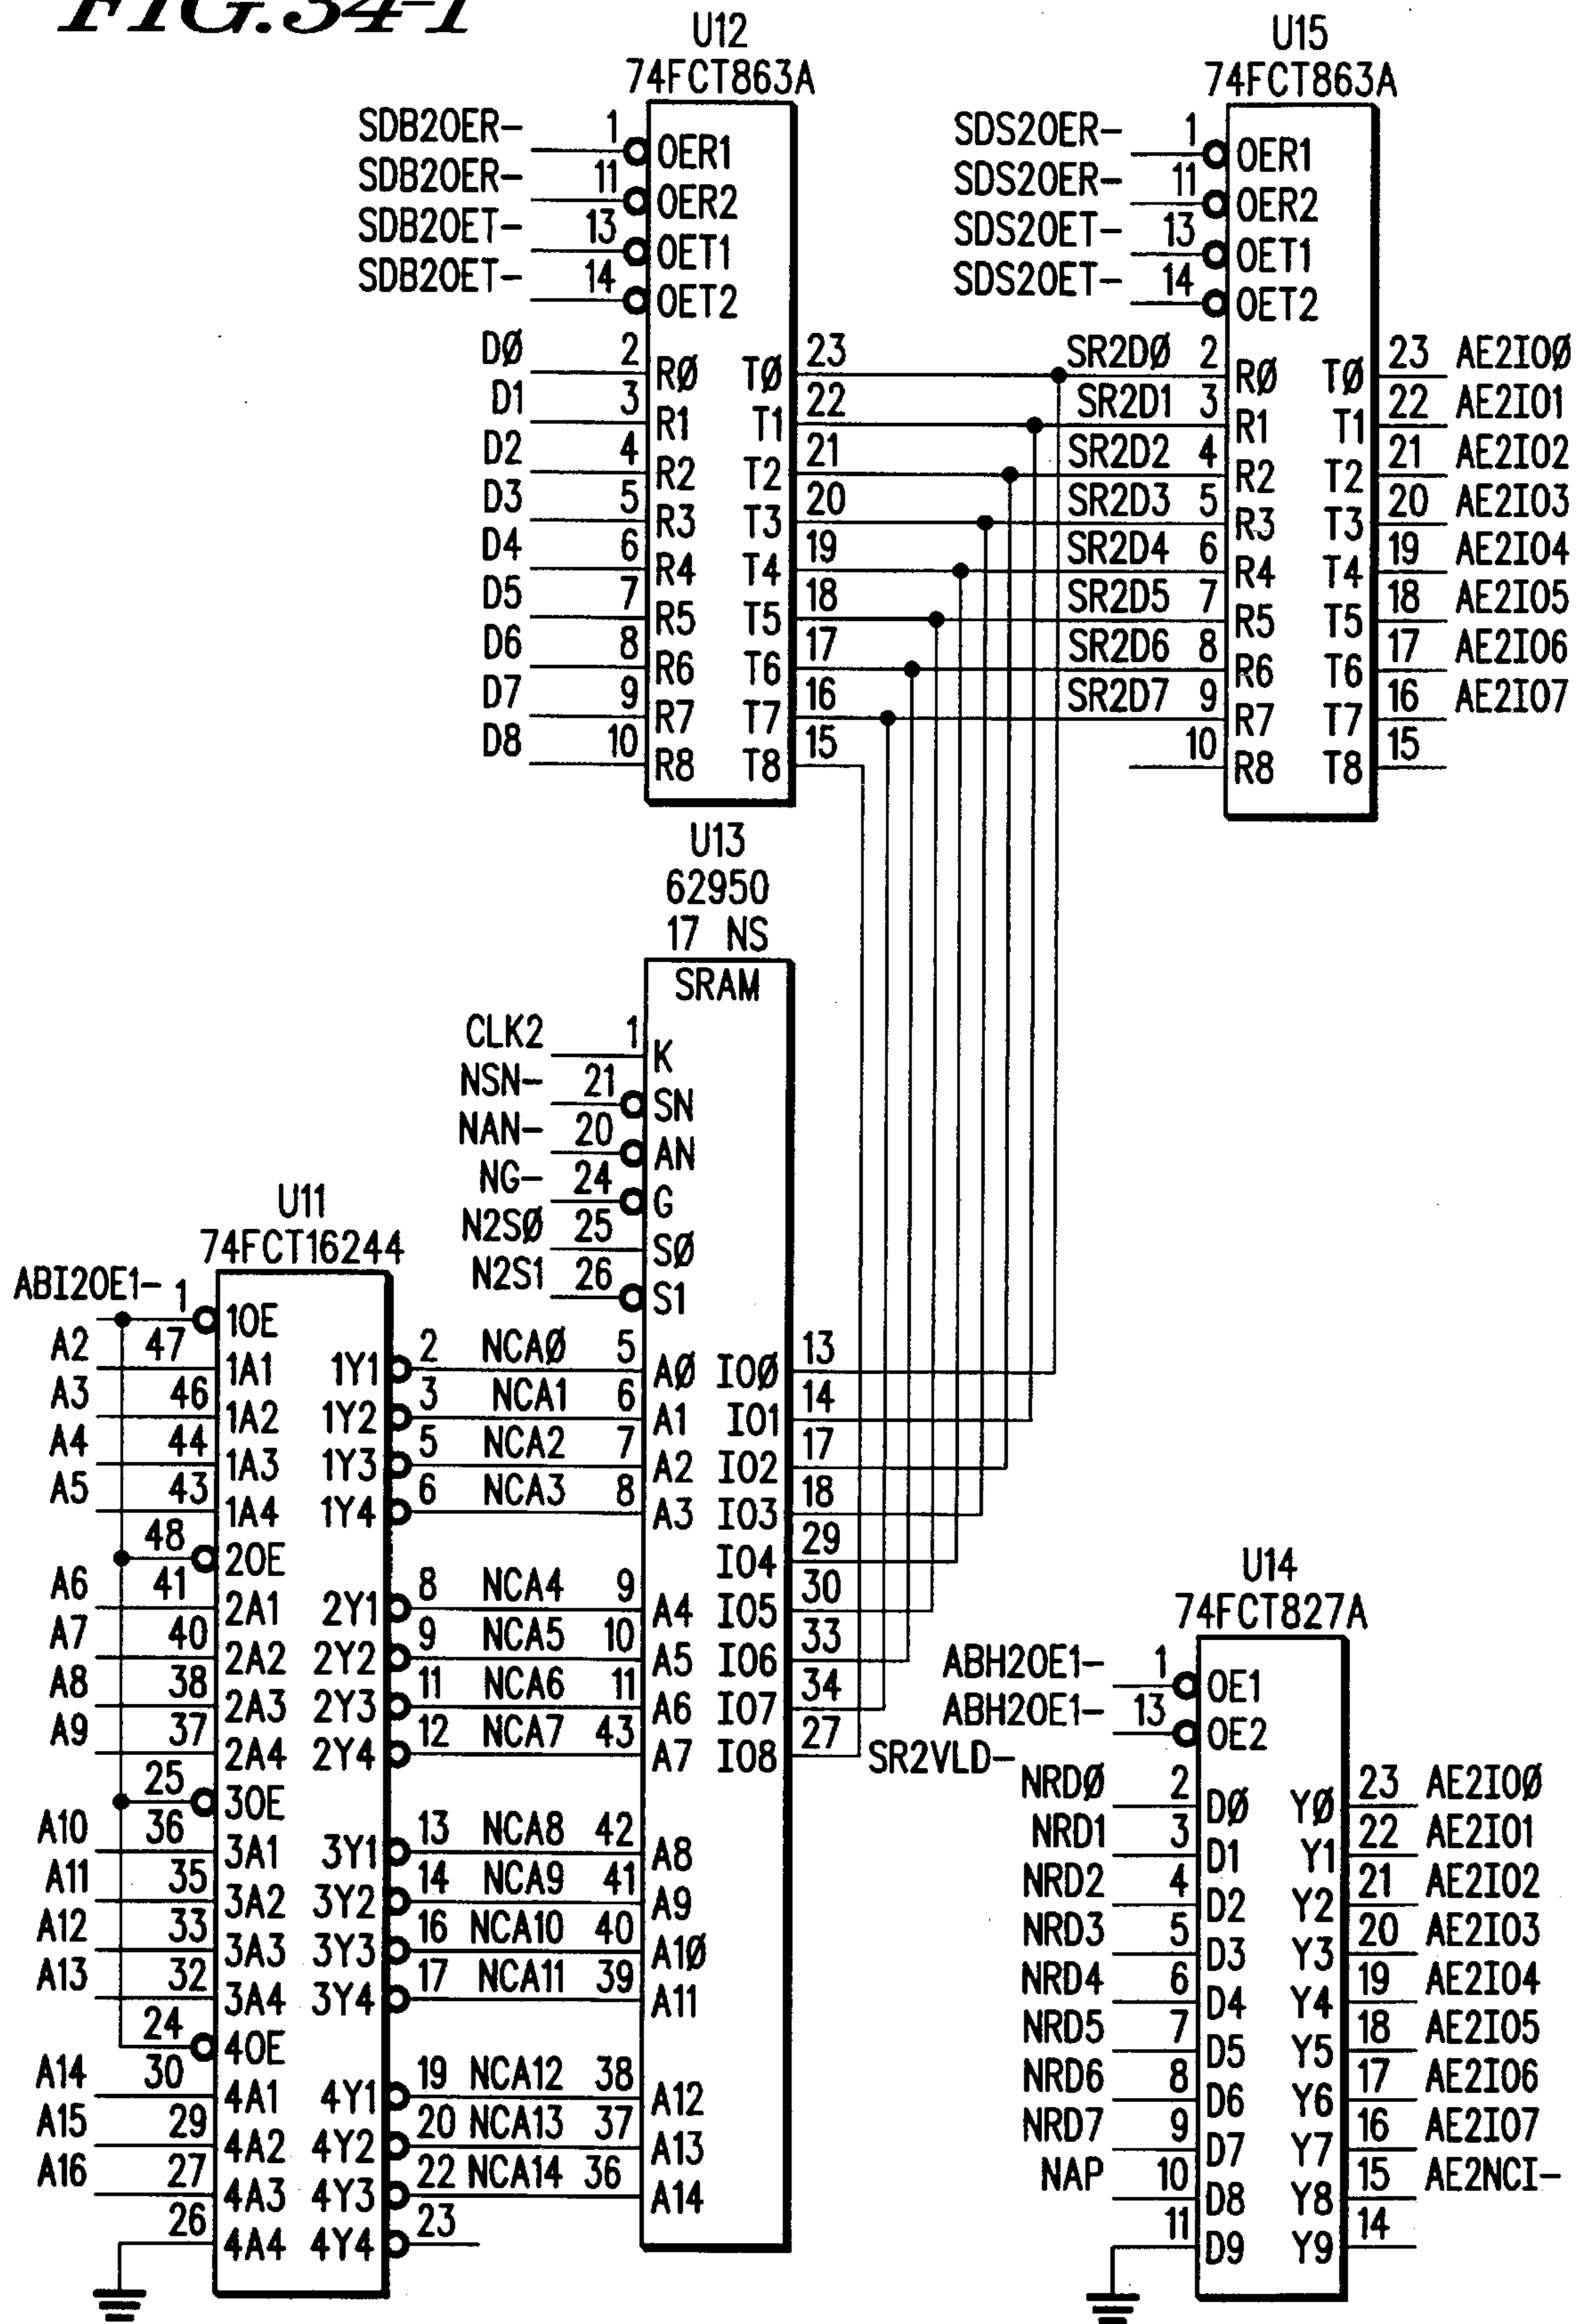 FIG.34-1
U12
74FCT863A
SDB2OER- 1 OER1
SDB2OER- 11 OER2
SDB2OET- 13 OET1
SDB2OET- 14 OET2
DØ 2 RØ TØ 23
D1 3 R1 T1 22
D2 4 R2 T2 21
D3 5 R3 T3 20
D4 6 R4 T4 19
D5 7 R5 T5 18
D6 8 R6 T6 17
D7 9 R7 T7 16
D8 10 R8 T8 15
U15
74FCT863A
SDS2OER- 1 OER1
SDS2OER- 11 OER2
SDS2OET- 13 OET1
SDS2OET- 14 OET2
SR2DØ 2 RØ TØ 23 AE2IOØ
SR2D1 3 R1 T1 22 AE2IO1
SR2D2 4 R2 T2 21 AE2IO2
SR2D3 5 R3 T3 20 AE2IO3
SR2D4 6 R4 T4 19 AE2IO4
SR2D5 7 R5 T5 18 AE2IO5
SR2D6 8 R6 T6 17 AE2IO6
SR2D7 9 R7 T7 16 AE2IO7
10 R8 T8 15
U13
62950
17 NS
SRAM
CLK2 1 K
NSN- 21 SN
NAN- 20 AN
NG- 24 G
N2SØ 25 SØ
N2S1 26 S1
NCAØ 5 AØ IOØ 13
NCA1 6 A1 IO1 14
NCA2 7 A2 IO2 17
NCA3 8 A3 IO3 18
IO4 29
NCA4 9 A4 IO5 30
NCA5 10 A5 IO6 33
NCA6 11 A6 IO7 34
NCA7 43 A7 IO8 27 SR2VLD-
NCA8 42 A8
NCA9 41 A9
NCA10 40 A1Ø
NCA11 39 A11
NCA12 38 A12
NCA13 37 A13
NCA14 36 A14
U11
74FCT16244
ABI2OE1- 1 1OE
A2 47 1A1 1Y1 2
A3 46 1A2 1Y2 3
A4 44 1A3 1Y3 5
A5 43 1A4 1Y4 6
48 2OE
A6 41 2A1 2Y1 8
A7 40 2A2 2Y2 9
A8 38 2A3 2Y3 11
A9 37 2A4 2Y4 12
25 3OE
A10 36 3A1 3Y1 13
A11 35 3A2 3Y2 14
A12 33 3A3 3Y3 16
A13 32 3A4 3Y4 17
24 4OE
A14 30 4A1 4Y1 19
A15 29 4A2 4Y2 20
A16 27 4A3 4Y3 22
26 4A4 4Y4 23
U14
74FCT827A
ABH2OE1- 1 OE1
ABH2OE1- 13 OE2
NRDØ 2 DØ YØ 23 AE2IOØ
NRD1 3 D1 Y1 22 AE2IO1
NRD2 4 D2 Y2 21 AE2IO2
NRD3 5 D3 Y3 20 AE2IO3
NRD4 6 D4 Y4 19 AE2IO4
NRD5 7 D5 Y5 18 AE2IO5
NRD6 8 D6 Y6 17 AE2IO6
NRD7 9 D7 Y7 16 AE2IO7
NAP 10 D8 Y8 15 AE2NCI-
11 D9 Y9 14